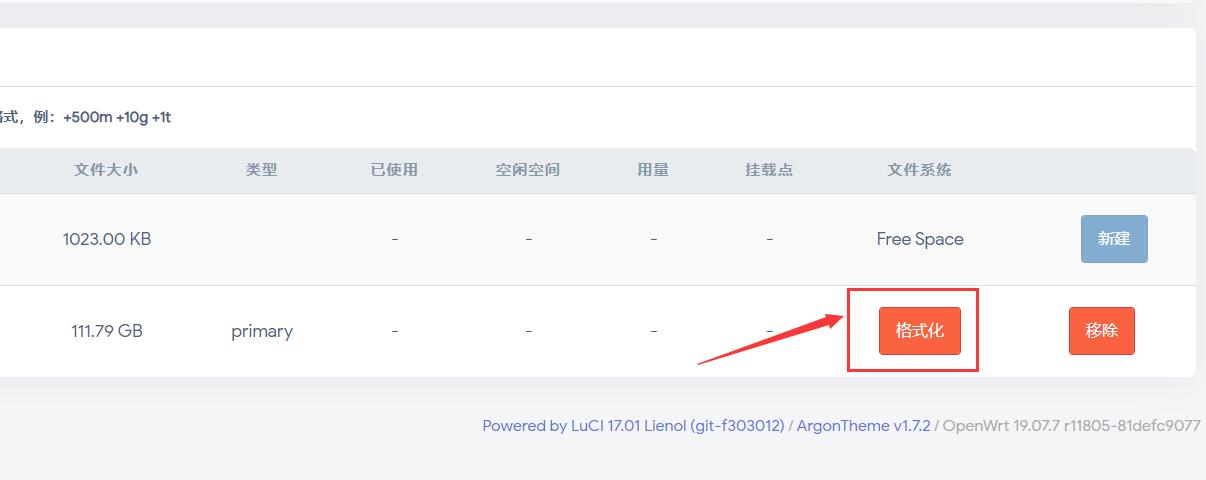 格式，例：+500m +10g +1t
文件大小 类型 已使用 空闲空间 用量 挂载点 文件系统
1023.00 KB - - - - Free Space 新建
111.79 GB primary - - - - 格式化 移除
Powered by LuCI 17.01 Lienol (git-f303012) / ArgonTheme v1.7.2 / OpenWrt 19.07.7 r11805-81defc9077